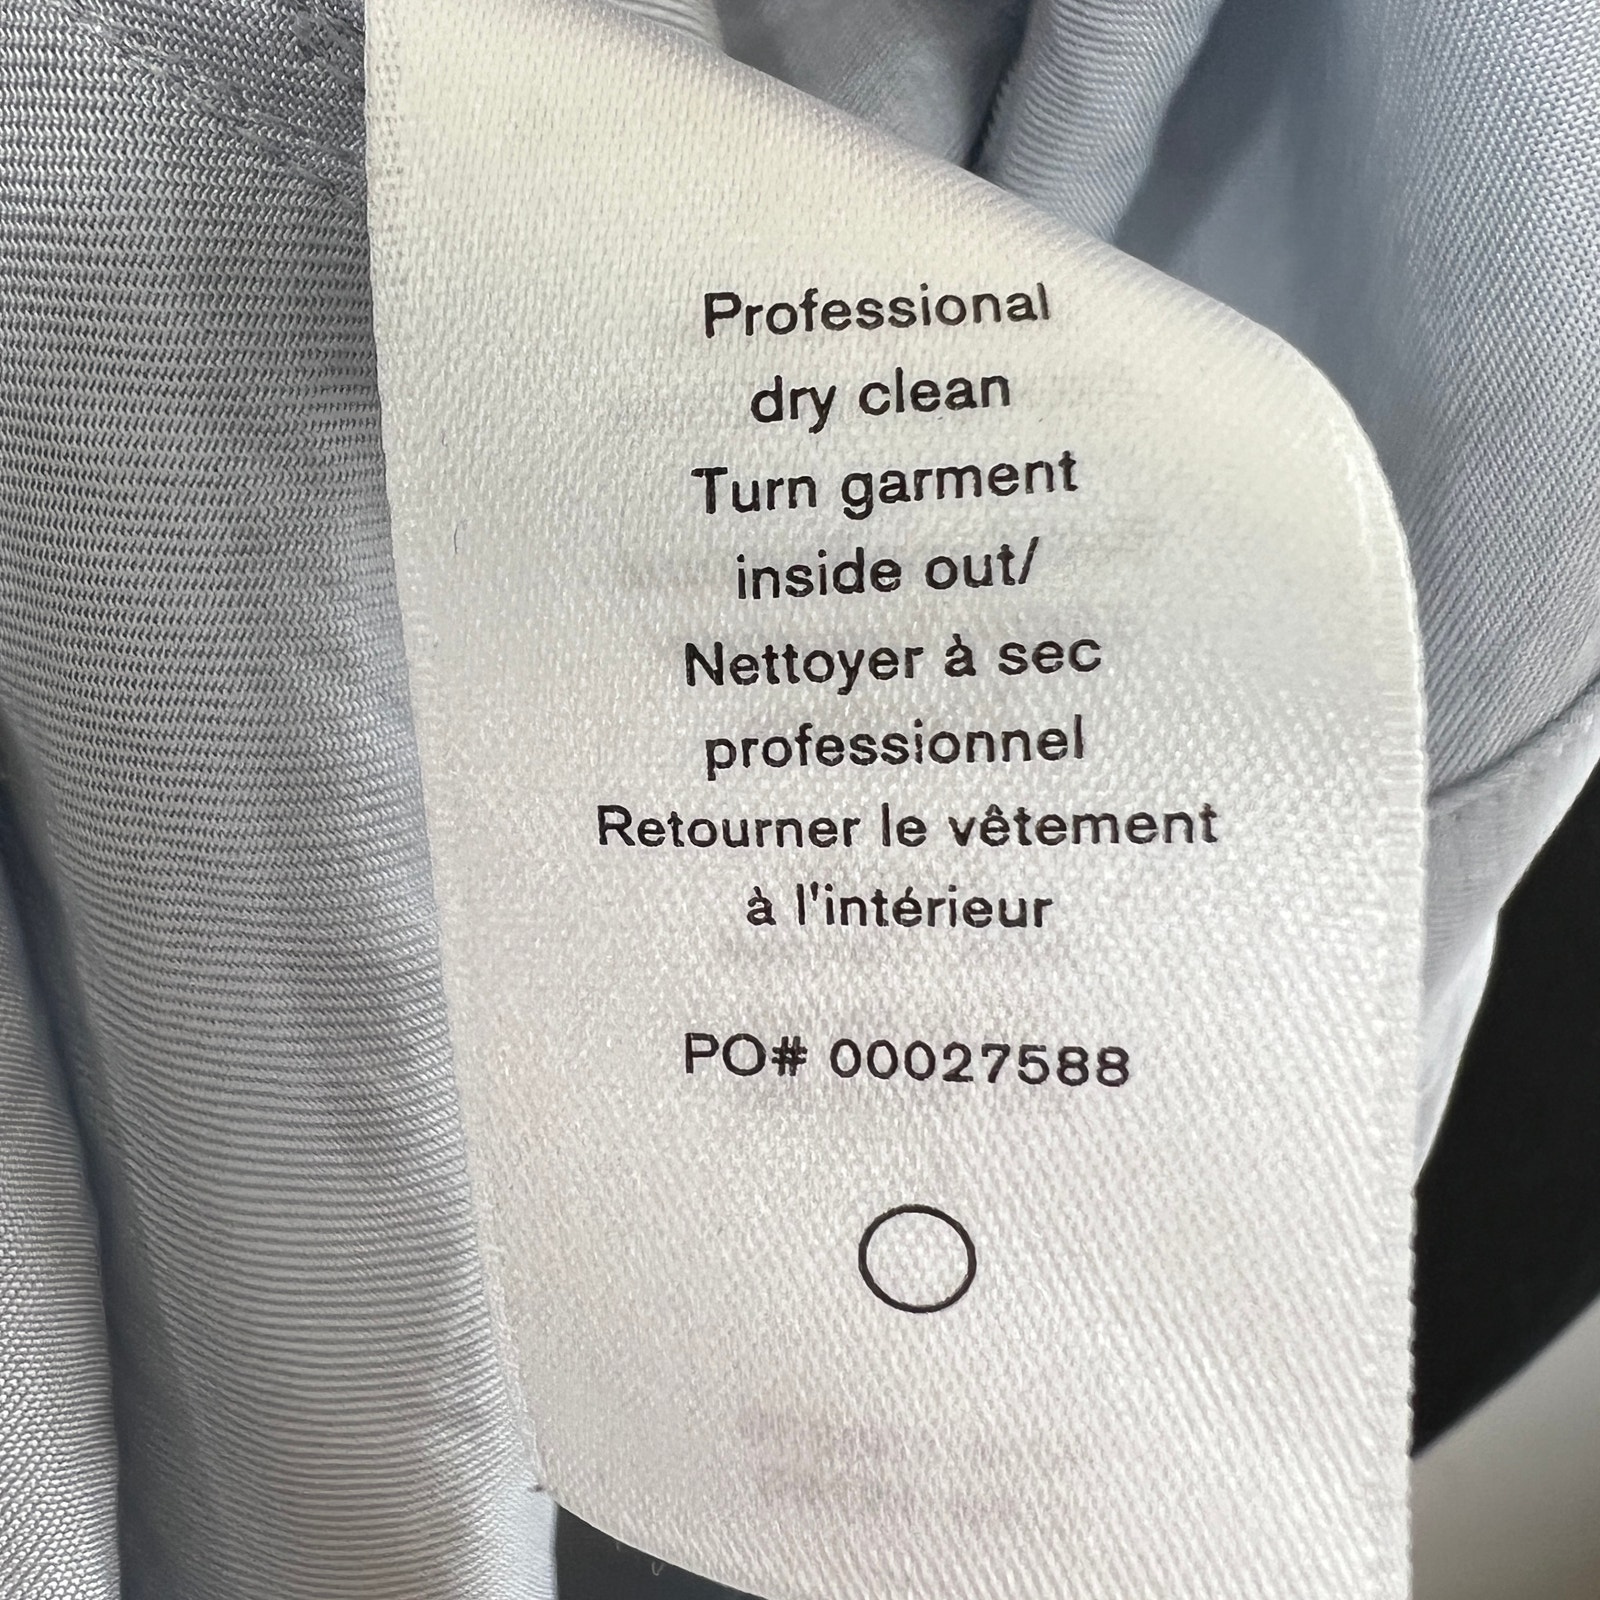 Professional
dry clean
Turn garment
inside out/
Nettoyer à sec
professionnel
Retourner le vêtement
à l'intérieur
PO# 00027588